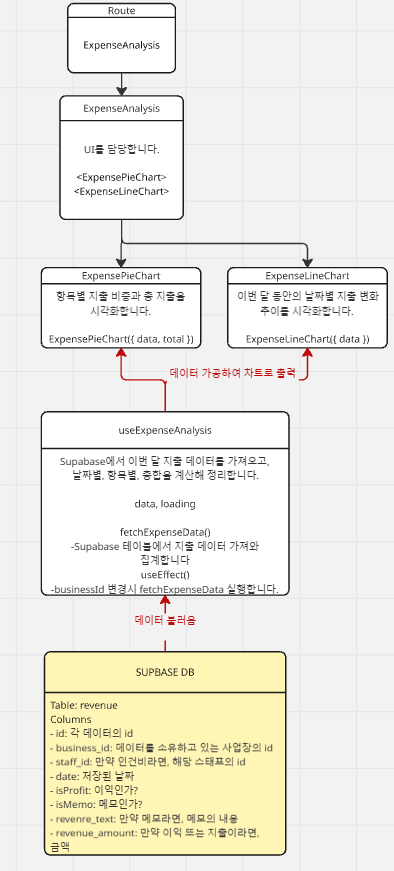 Route
ExpenseAnalysis
ExpenseAnalysis
UI를 담당합니다.
<ExpensePieChart>
<ExpenseLineChart>
ExpensePieChart
항목별 지출 비중과 총 지출을
시각화합니다.
ExpensePieChart({ data, total })
ExpenseLineChart
이번 달 동안의 날짜별 지출 변화
추이를 시각화합니다.
ExpenseLineChart({ data })
데이터 가공하여 차트로 출력
useExpenseAnalysis
Supabase에서 이번 달 지출 데이터를 가져오고,
날짜별, 항목별, 총합을 계산해 정리합니다.
data, loading
fetchExpenseData()
-Supabase 테이블에서 지출 데이터 가져와
집계합니다
useEffect()
-businessId 변경시 fetchExpenseData 실행합니다.
데이터 불러옴
SUPBASE DB
Table: revenue
Columns
- id: 각 데이터의 id
- business_id: 데이터를 소유하고 있는 사업장의 id
- staff_id: 만약 인건비라면, 해당 스태프의 id
- date: 저장된 날짜
- isProfit: 이익인가?
- isMemo: 메모인가?
- revenre_text: 만약 메모라면, 메모의 내용
- revenue_amount: 만약 이익 또는 지출이라면,
금액